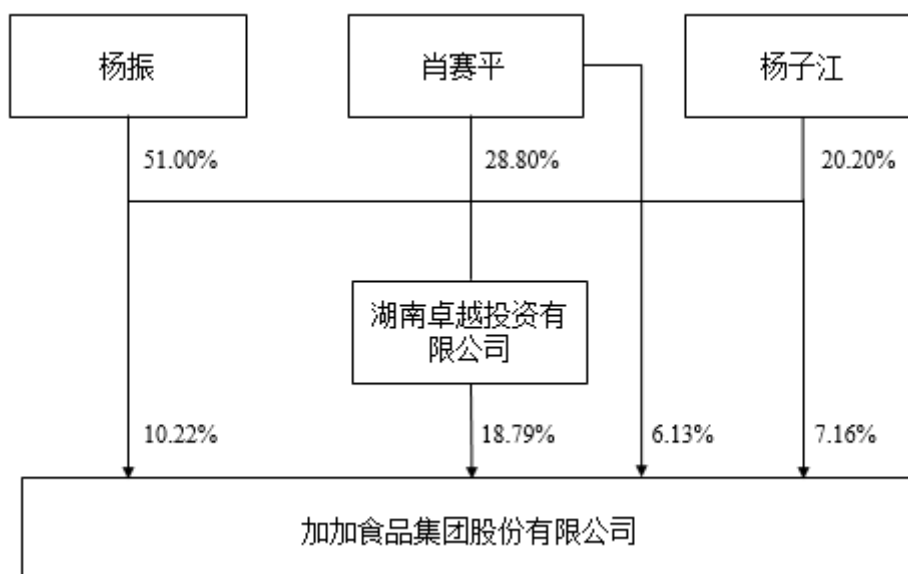 杨振
肖赛平
杨子江
51.00%
28.80%
20.20%
湖南卓越投资有
限公司
10.22%
18.79%
6.13%
7.16%
加加食品集团股份有限公司